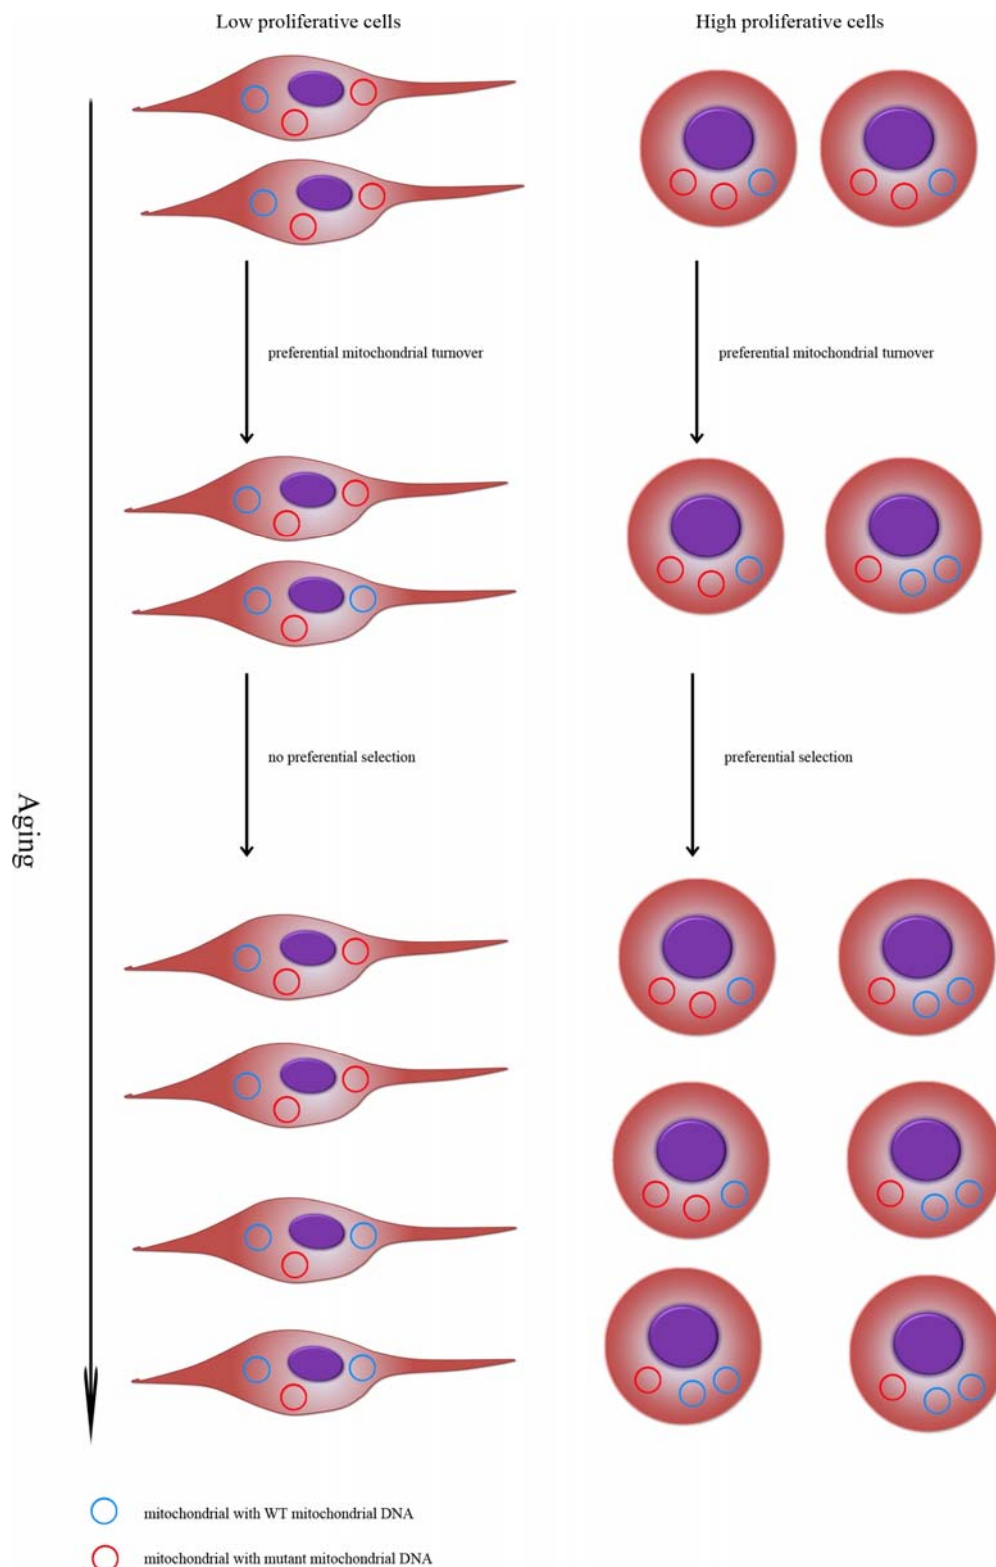 Low proliferative cells
High proliferative cells
preferential mitochondrial turnover
preferential mitochondrial turnover
no preferential selection
preferential selection
Aging
mitochondrial with WT mitochondrial DNA
mitochondrial with mutant mitochondrial DNA